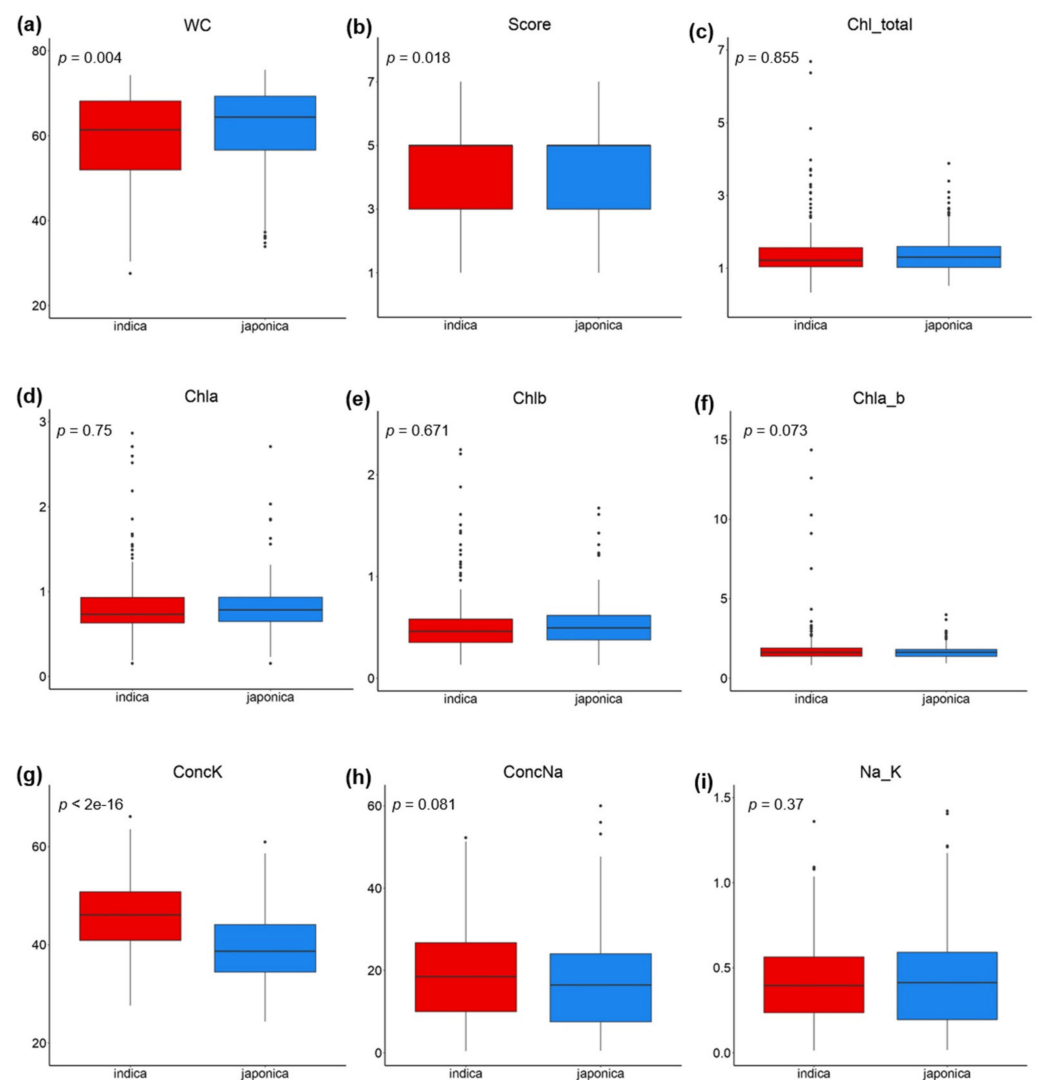 (a) WC
p = 0.004
80
60
40
20
indica japonica
(b) Score
p = 0.018
7
5
3
1
indica japonica
(c) Chl_total
p = 0.855
7
5
3
1
indica japonica
(d) Chla
p = 0.75
3
2
1
0
indica japonica
(e) Chlb
p = 0.671
2
1
0
indica japonica
(f) Chla_b
p = 0.073
15
10
5
0
indica japonica
(g) ConcK
p < 2e-16
60
40
20
indica japonica
(h) ConcNa
p = 0.081
60
40
20
0
indica japonica
(i) Na_K
p = 0.37
1.5
1.0
0.5
0.0
indica japonica